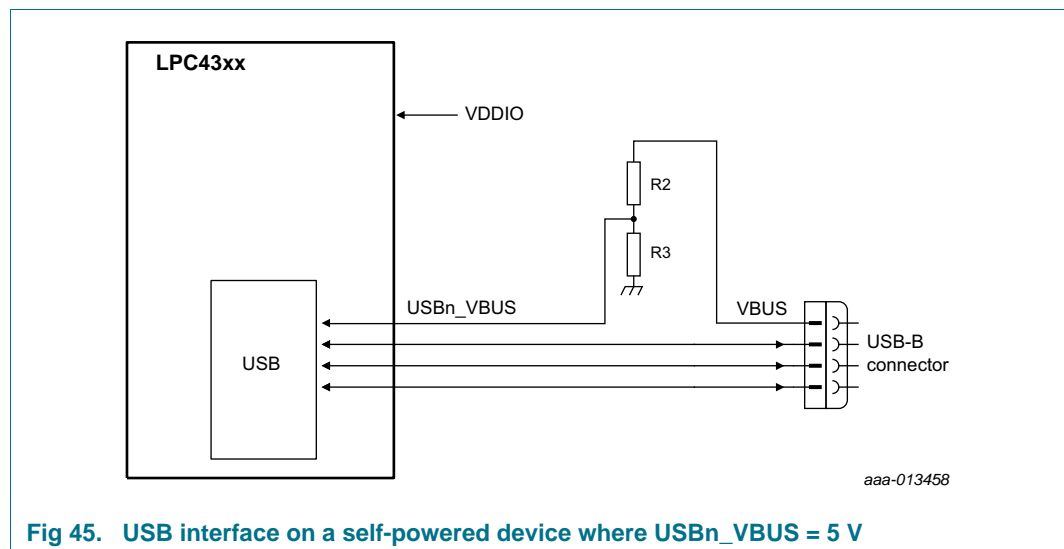 LPC43xx
VDDIO
R2
R3
USBn_VBUS
VBUS
USB
USB-B
connector
aaa-013458
Fig 45. USB interface on a self-powered device where USBn_VBUS = 5 V